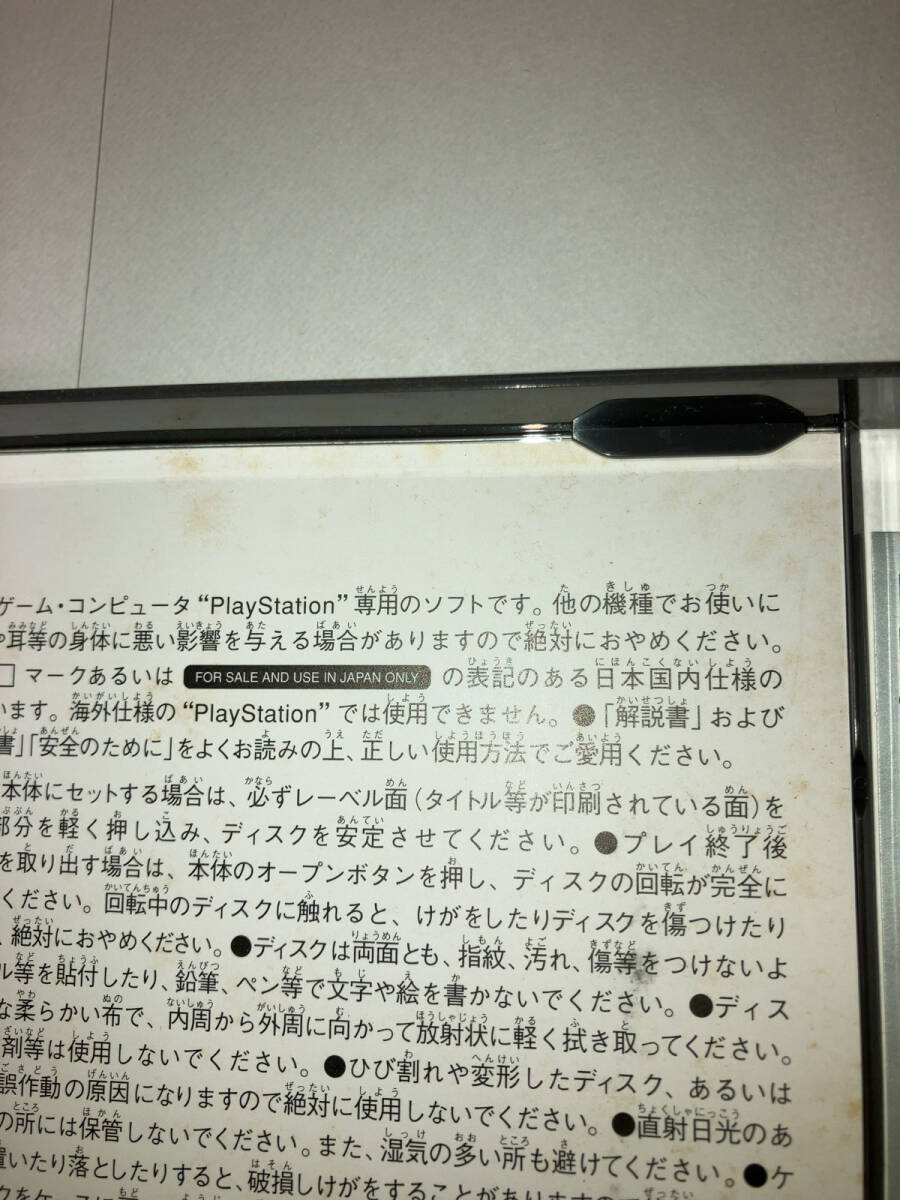 ゲーム・コンピュータ“PlayStation”専用のソフトです。他の機種でお使いに
耳等の身体に悪い影響を与える場合がありますので絶対におやめください。
マークあるいは FOR SALE AND USE IN JAPAN ONLY の表記のある日本国内仕様の
います。海外仕様の“PlayStation”では使用できません。●「解説書」および
書」「安全のために」をよくお読みの上、正しい使用方法でご愛用ください。
本体にセットする場合は、必ずレーベル面(タイトル等が印刷されている面)を
部分を軽く押し込み、ディスクを安定させてください。●プレイ終了後
を取り出す場合は、本体のオープンボタンを押し、ディスクの回転が完全に
ください。回転中のディスクに触れると、けがをしたりディスクを傷つけたり
、絶対におやめください。●ディスクは両面とも、指紋、汚れ、傷等をつけないよ
ル等を貼付したり、鉛筆、ペン等で文字や絵を書かないでください。●ディス
な柔らかい布で、内周から外周に向かって放射状に軽く拭き取ってください。
剤等は使用しないでください。●ひび割れや変形したディスク、あるいは
誤作動の原因になりますので絶対に使用しないでください。●直射日光のあ
の所には保管しないでください。また、湿気の多い所も避けてください。●ケ
置いたり落としたりすると、破損しけがをすることがあります